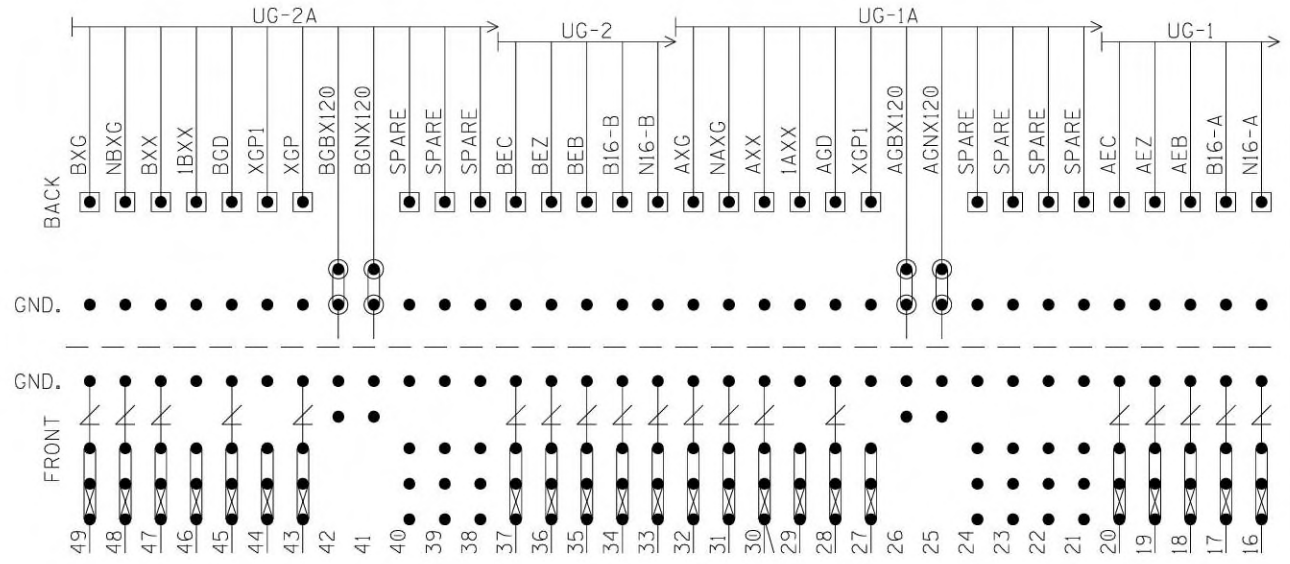 UG-2A
UG-2
UG-1A
UG-1
BACK
BXG
NBXG
BXX
1BXX
BGD
XGP1
XGP
BGBX120
BGNX120
SPARE
SPARE
SPARE
BEC
BEZ
BEB
B16-B
N16-B
AXG
NAXG
AXX
1AXX
AGD
XGP1
AGBX120
AGNX120
SPARE
SPARE
SPARE
SPARE
AEC
AEZ
AEB
B16-A
N16-A
GND.
GND.
FRONT
49
48
47
46
45
44
43
42
41
40
39
38
37
36
35
34
33
32
31
30
29
28
27
26
25
24
23
22
21
20
19
18
17
16